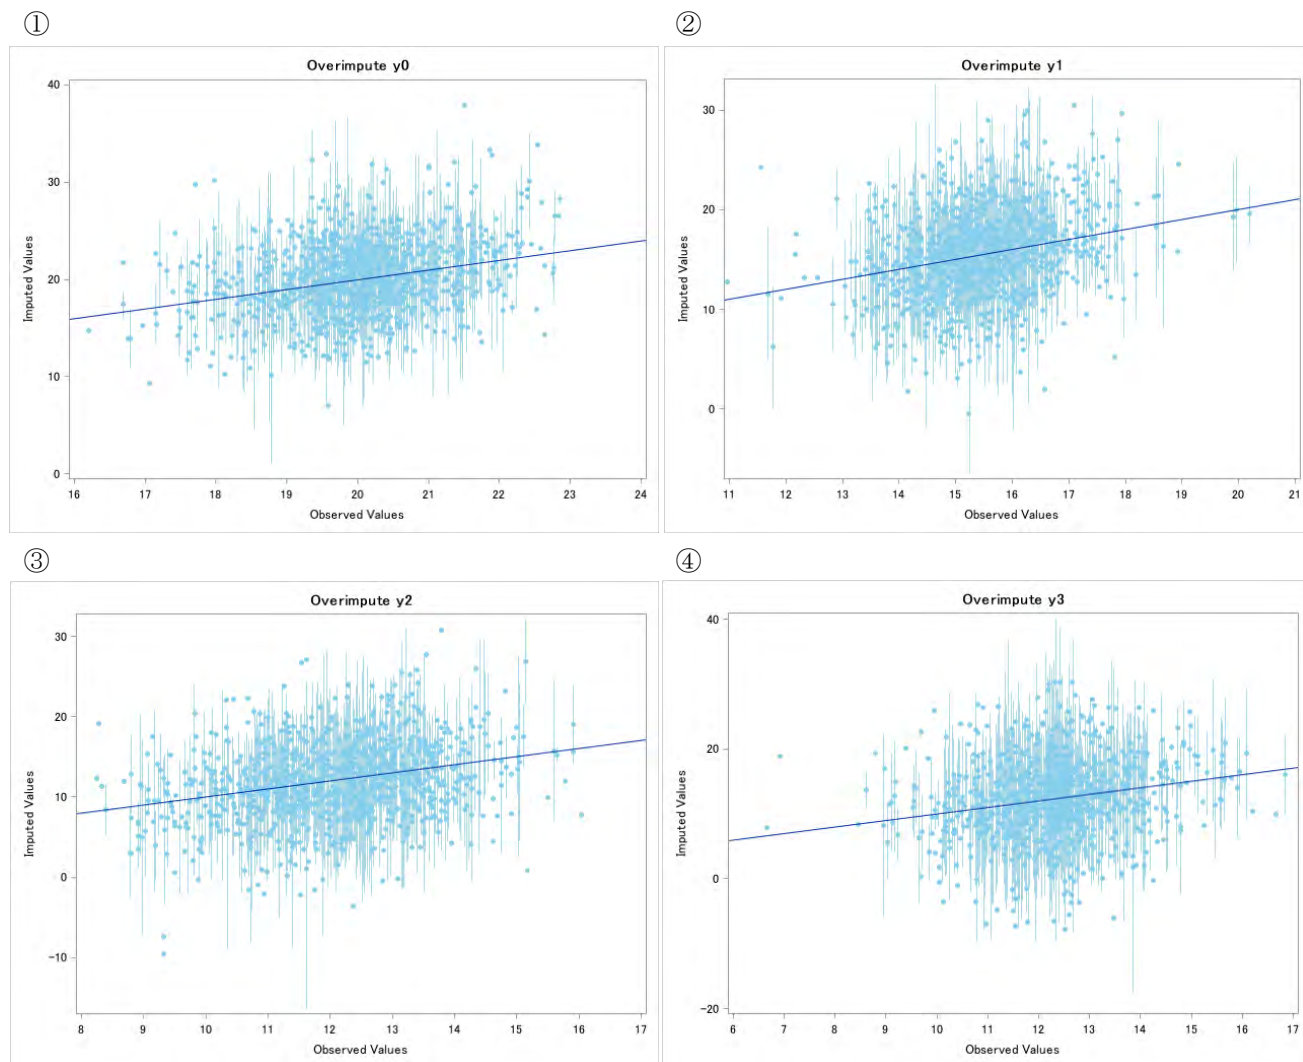 ①
②
Overimpute y0
40
30
20
10
0
Imputed Values
16 17 18 19 20 21 22 23 24
Observed Values
Overimpute y1
30
20
10
0
Imputed Values
11 12 13 14 15 16 17 18 19 20 21
Observed Values
③
④
Overimpute y2
30
20
10
0
-10
Imputed Values
8 9 10 11 12 13 14 15 16 17
Observed Values
Overimpute y3
40
20
0
-20
Imputed Values
6 7 8 9 10 11 12 13 14 15 16 17
Observed Values